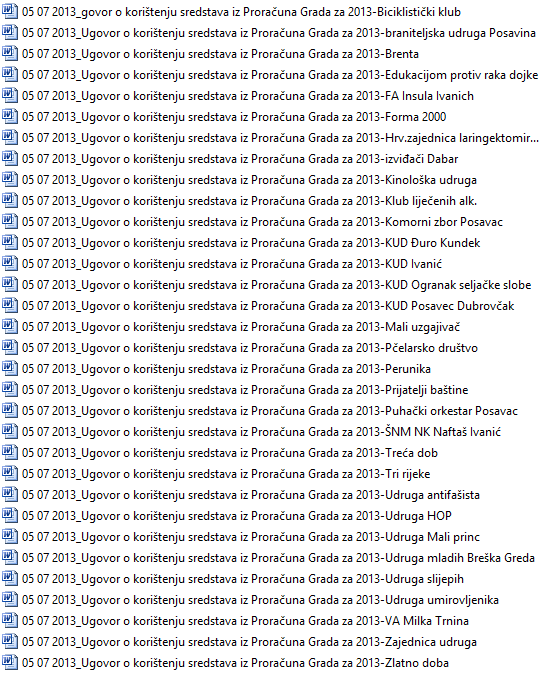 05 07 2013_govor o korištenju sredstava iz Proračuna Grada za 2013-Biciklistički klub
05 07 2013_Ugovor o korištenju sredstava iz Proračuna Grada za 2013-braniteljska udruga Posavina
05 07 2013_Ugovor o korištenju sredstava iz Proračuna Grada za 2013-Brenta
05 07 2013_Ugovor o korištenju sredstava iz Proračuna Grada za 2013-Edukacijom protiv raka dojke
05 07 2013_Ugovor o korištenju sredstava iz Proračuna Grada za 2013-FA Insula Ivanich
05 07 2013_Ugovor o korištenju sredstava iz Proračuna Grada za 2013-Forma 2000
05 07 2013_Ugovor o korištenju sredstava iz Proračuna Grada za 2013-Hrv.zajednica laringektomir...
05 07 2013_Ugovor o korištenju sredstava iz Proračuna Grada za 2013-izviđači Dabar
05 07 2013_Ugovor o korištenju sredstava iz Proračuna Grada za 2013-Kinološka udruga
05 07 2013_Ugovor o korištenju sredstava iz Proračuna Grada za 2013-Klub liječenih alk.
05 07 2013_Ugovor o korištenju sredstava iz Proračuna Grada za 2013-Komorni zbor Posavac
05 07 2013_Ugovor o korištenju sredstava iz Proračuna Grada za 2013-KUD Đuro Kundek
05 07 2013_Ugovor o korištenju sredstava iz Proračuna Grada za 2013-KUD Ivanić
05 07 2013_Ugovor o korištenju sredstava iz Proračuna Grada za 2013-KUD Ogranak seljačke slobe
05 07 2013_Ugovor o korištenju sredstava iz Proračuna Grada za 2013-KUD Posavec Dubrovčak
05 07 2013_Ugovor o korištenju sredstava iz Proračuna Grada za 2013-Mali uzgajivač
05 07 2013_Ugovor o korištenju sredstava iz Proračuna Grada za 2013-Pčelarsko društvo
05 07 2013_Ugovor o korištenju sredstava iz Proračuna Grada za 2013-Perunika
05 07 2013_Ugovor o korištenju sredstava iz Proračuna Grada za 2013-Prijatelji baštine
05 07 2013_Ugovor o korištenju sredstava iz Proračuna Grada za 2013-Puhački orkestar Posavac
05 07 2013_Ugovor o korištenju sredstava iz Proračuna Grada za 2013-ŠNM NK Naftaš Ivanić
05 07 2013_Ugovor o korištenju sredstava iz Proračuna Grada za 2013-Treća dob
05 07 2013_Ugovor o korištenju sredstava iz Proračuna Grada za 2013-Tri rijeke
05 07 2013_Ugovor o korištenju sredstava iz Proračuna Grada za 2013-Udruga antifašista
05 07 2013_Ugovor o korištenju sredstava iz Proračuna Grada za 2013-Udruga HOP
05 07 2013_Ugovor o korištenju sredstava iz Proračuna Grada za 2013-Udruga Mali princ
05 07 2013_Ugovor o korištenju sredstava iz Proračuna Grada za 2013-Udruga mladih Breška Greda
05 07 2013_Ugovor o korištenju sredstava iz Proračuna Grada za 2013-Udruga slijepih
05 07 2013_Ugovor o korištenju sredstava iz Proračuna Grada za 2013-Udruga umirovljenika
05 07 2013_Ugovor o korištenju sredstava iz Proračuna Grada za 2013-VA Milka Trnina
05 07 2013_Ugovor o korištenju sredstava iz Proračuna Grada za 2013-Zajednica udruga
05 07 2013_Ugovor o korištenju sredstava iz Proračuna Grada za 2013-Zlatno doba